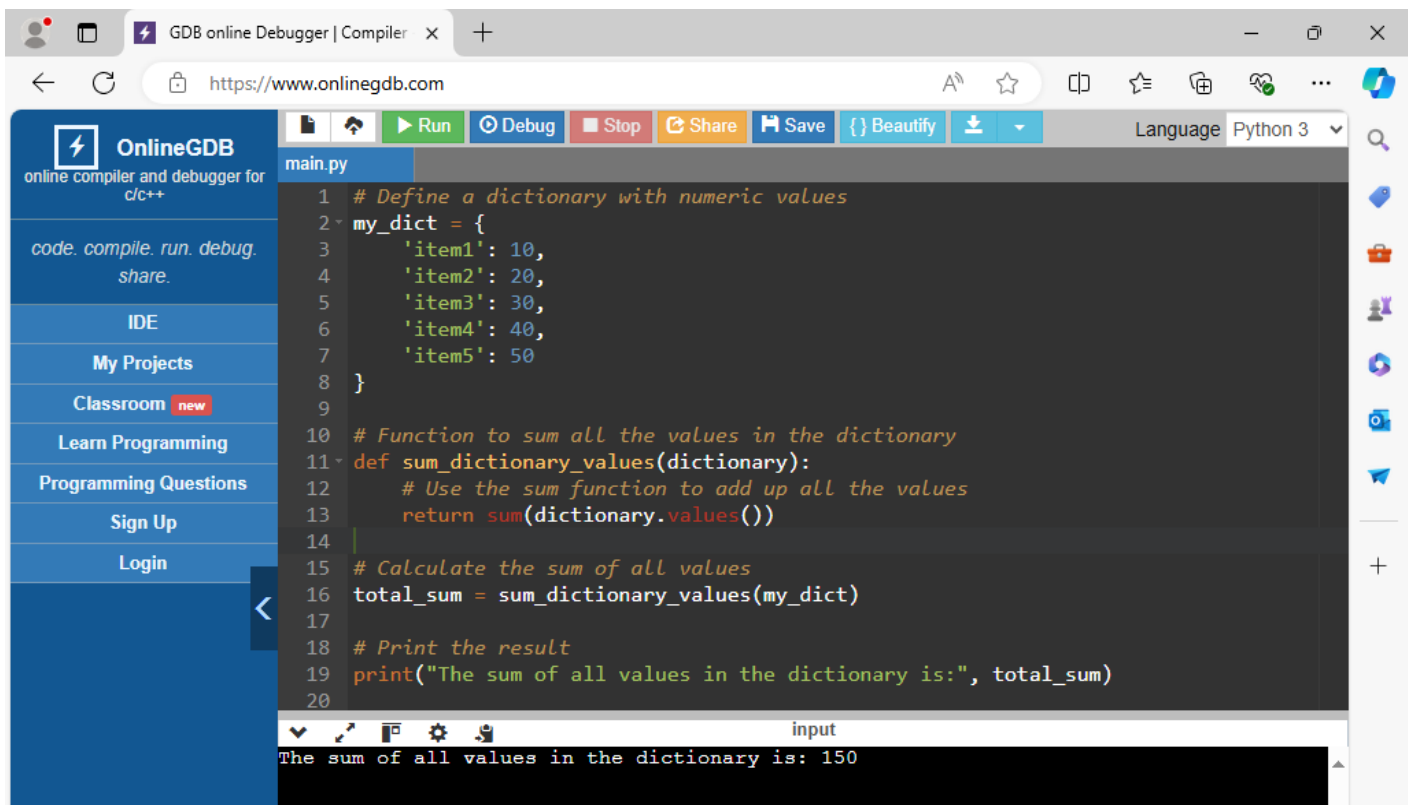 GDB online Debugger | Compiler
https://www.onlinegdb.com
OnlineGDB
online compiler and debugger for
c/c++
code. compile. run. debug.
share.
IDE
My Projects
Classroom new
Learn Programming
Programming Questions
Sign Up
Login
Run Debug Stop Share Save {} Beautify Language Python 3
main.py
1 # Define a dictionary with numeric values
2 my_dict = {
3     'item1': 10,
4     'item2': 20,
5     'item3': 30,
6     'item4': 40,
7     'item5': 50
8 }
9
10 # Function to sum all the values in the dictionary
11 def sum_dictionary_values(dictionary):
12     # Use the sum function to add up all the values
13     return sum(dictionary.values())
14
15 # Calculate the sum of all values
16 total_sum = sum_dictionary_values(my_dict)
17
18 # Print the result
19 print("The sum of all values in the dictionary is:", total_sum)
20
input
The sum of all values in the dictionary is: 150